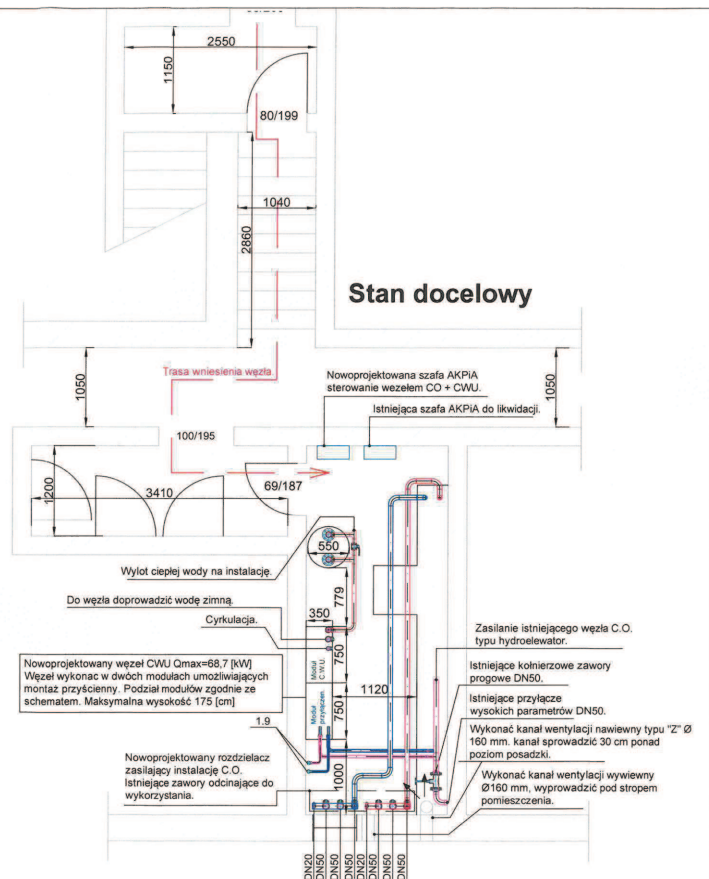 2550
1150
80/199
1040
2860
Stan docelowy
Trasa wniesienia węzła
Nowoprojektowana szafa AKPiA
sterowanie wezełem CO + CWU.
Istniejąca szafa AKPiA do likwidacji.
1050
1050
100/195
1200
3410
69/187
550
Wylot ciepłej wody na instalację.
779
Do węzła doprowadzić wodę zimną.
350
Cyrkulacja.
Zasilanie istniejącego węzła C.O.
typu hydroelewator.
Moduł
C.W.U.
750
Nowoprojektowany węzeł CWU Qmax=68,7 [kW]
Węzeł wykonac w dwóch modułach umożliwiających
montaż przyścienny. Podział modułów zgodnie ze
schematem. Maksymalna wysokość 175 [cm]
Istniejące kołnierzowe zawory
progowe DN50.
1120
Moduł
przyłączen.
750
Istniejące przyłącze
wysokich parametrów DN50.
1.9
Wykonać kanał wentylacji nawiewny typu "Z" Ø
160 mm. kanał sprowadzić 30 cm ponad
poziom posadzki.
Nowoprojektowany rozdzielacz
zasilający instalację C.O.
Istniejące zawory odcinające do
wykorzystania.
1000
Wykonać kanał wentylacji wywiewny
Ø160 mm, wyprowadzić pod stropem
pomieszczenia.
DN20
DN50
DN50
DN50
DN20
DN50
DN50
DN50